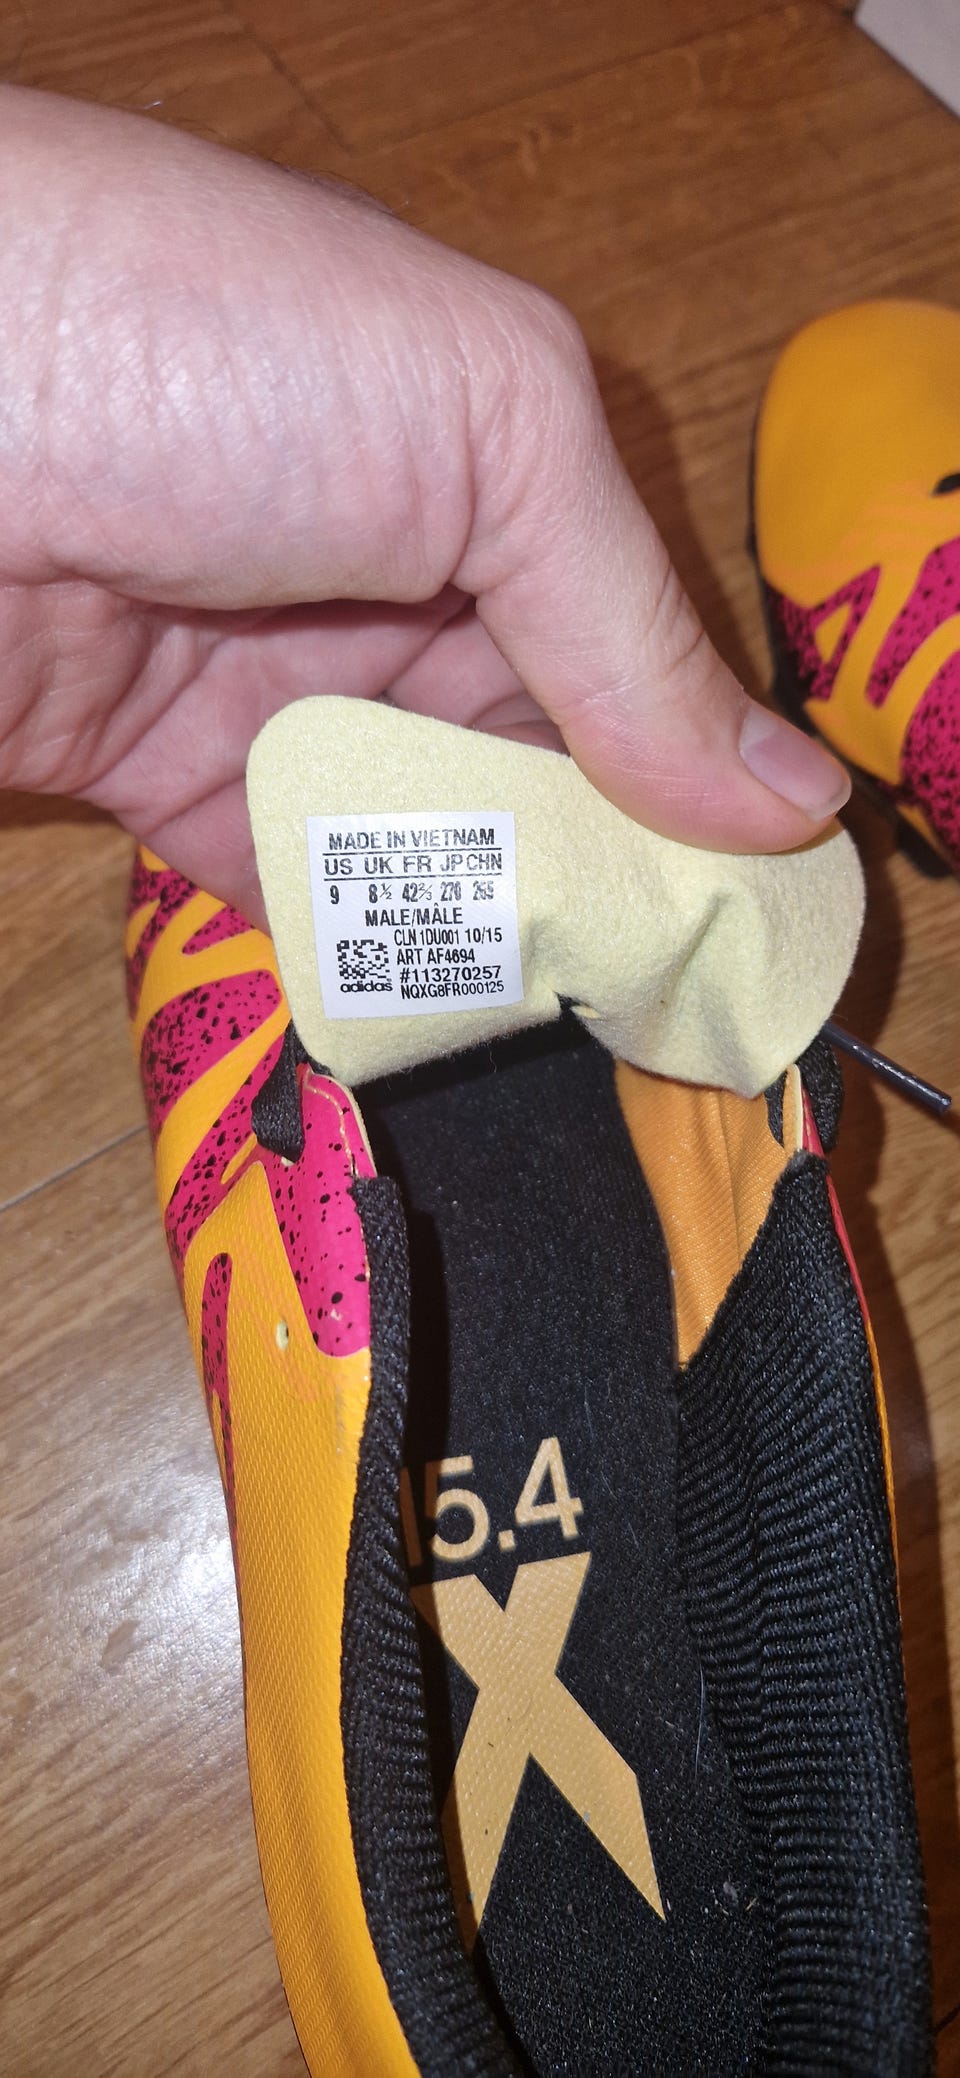 MADE IN VIETNAM
US UK FR JP CHN
9 8½ 42⅔ 270 265
MALE/MÂLE
CLN 1DU001 10/15
ART AF4694
#113270257
adidas NQXG8FR000125
15.4
X